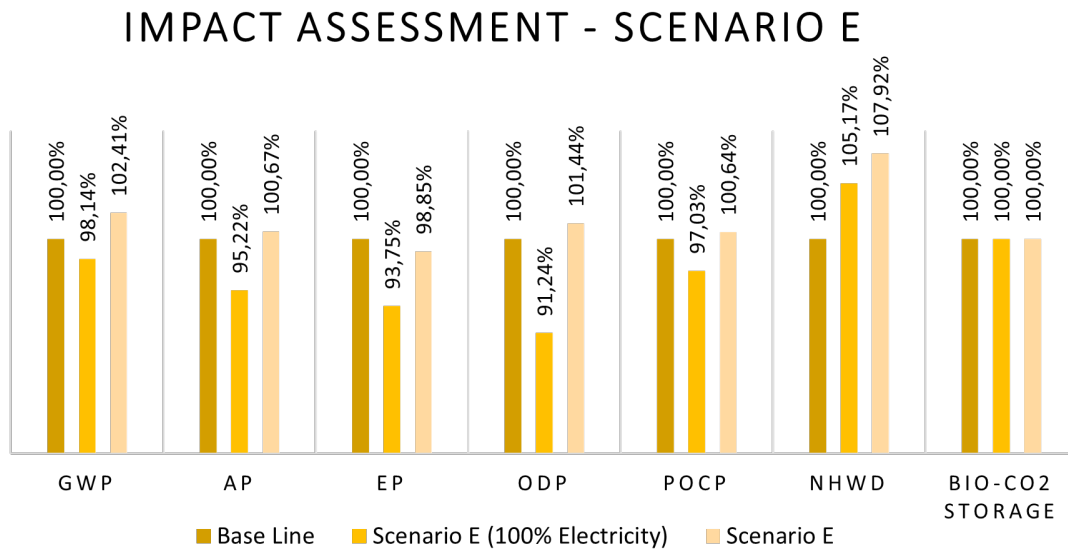 IMPACT ASSESSMENT - SCENARIO E
100,00%
98,14%
102,41%
100,00%
95,22%
100,67%
100,00%
93,75%
98,85%
100,00%
91,24%
101,44%
100,00%
97,03%
100,64%
100,00%
105,17%
107,92%
100,00%
100,00%
100,00%
GWP
AP
EP
ODP
POCP
NHWD
BIO-CO2
STORAGE
Base Line
Scenario E (100% Electricity)
Scenario E